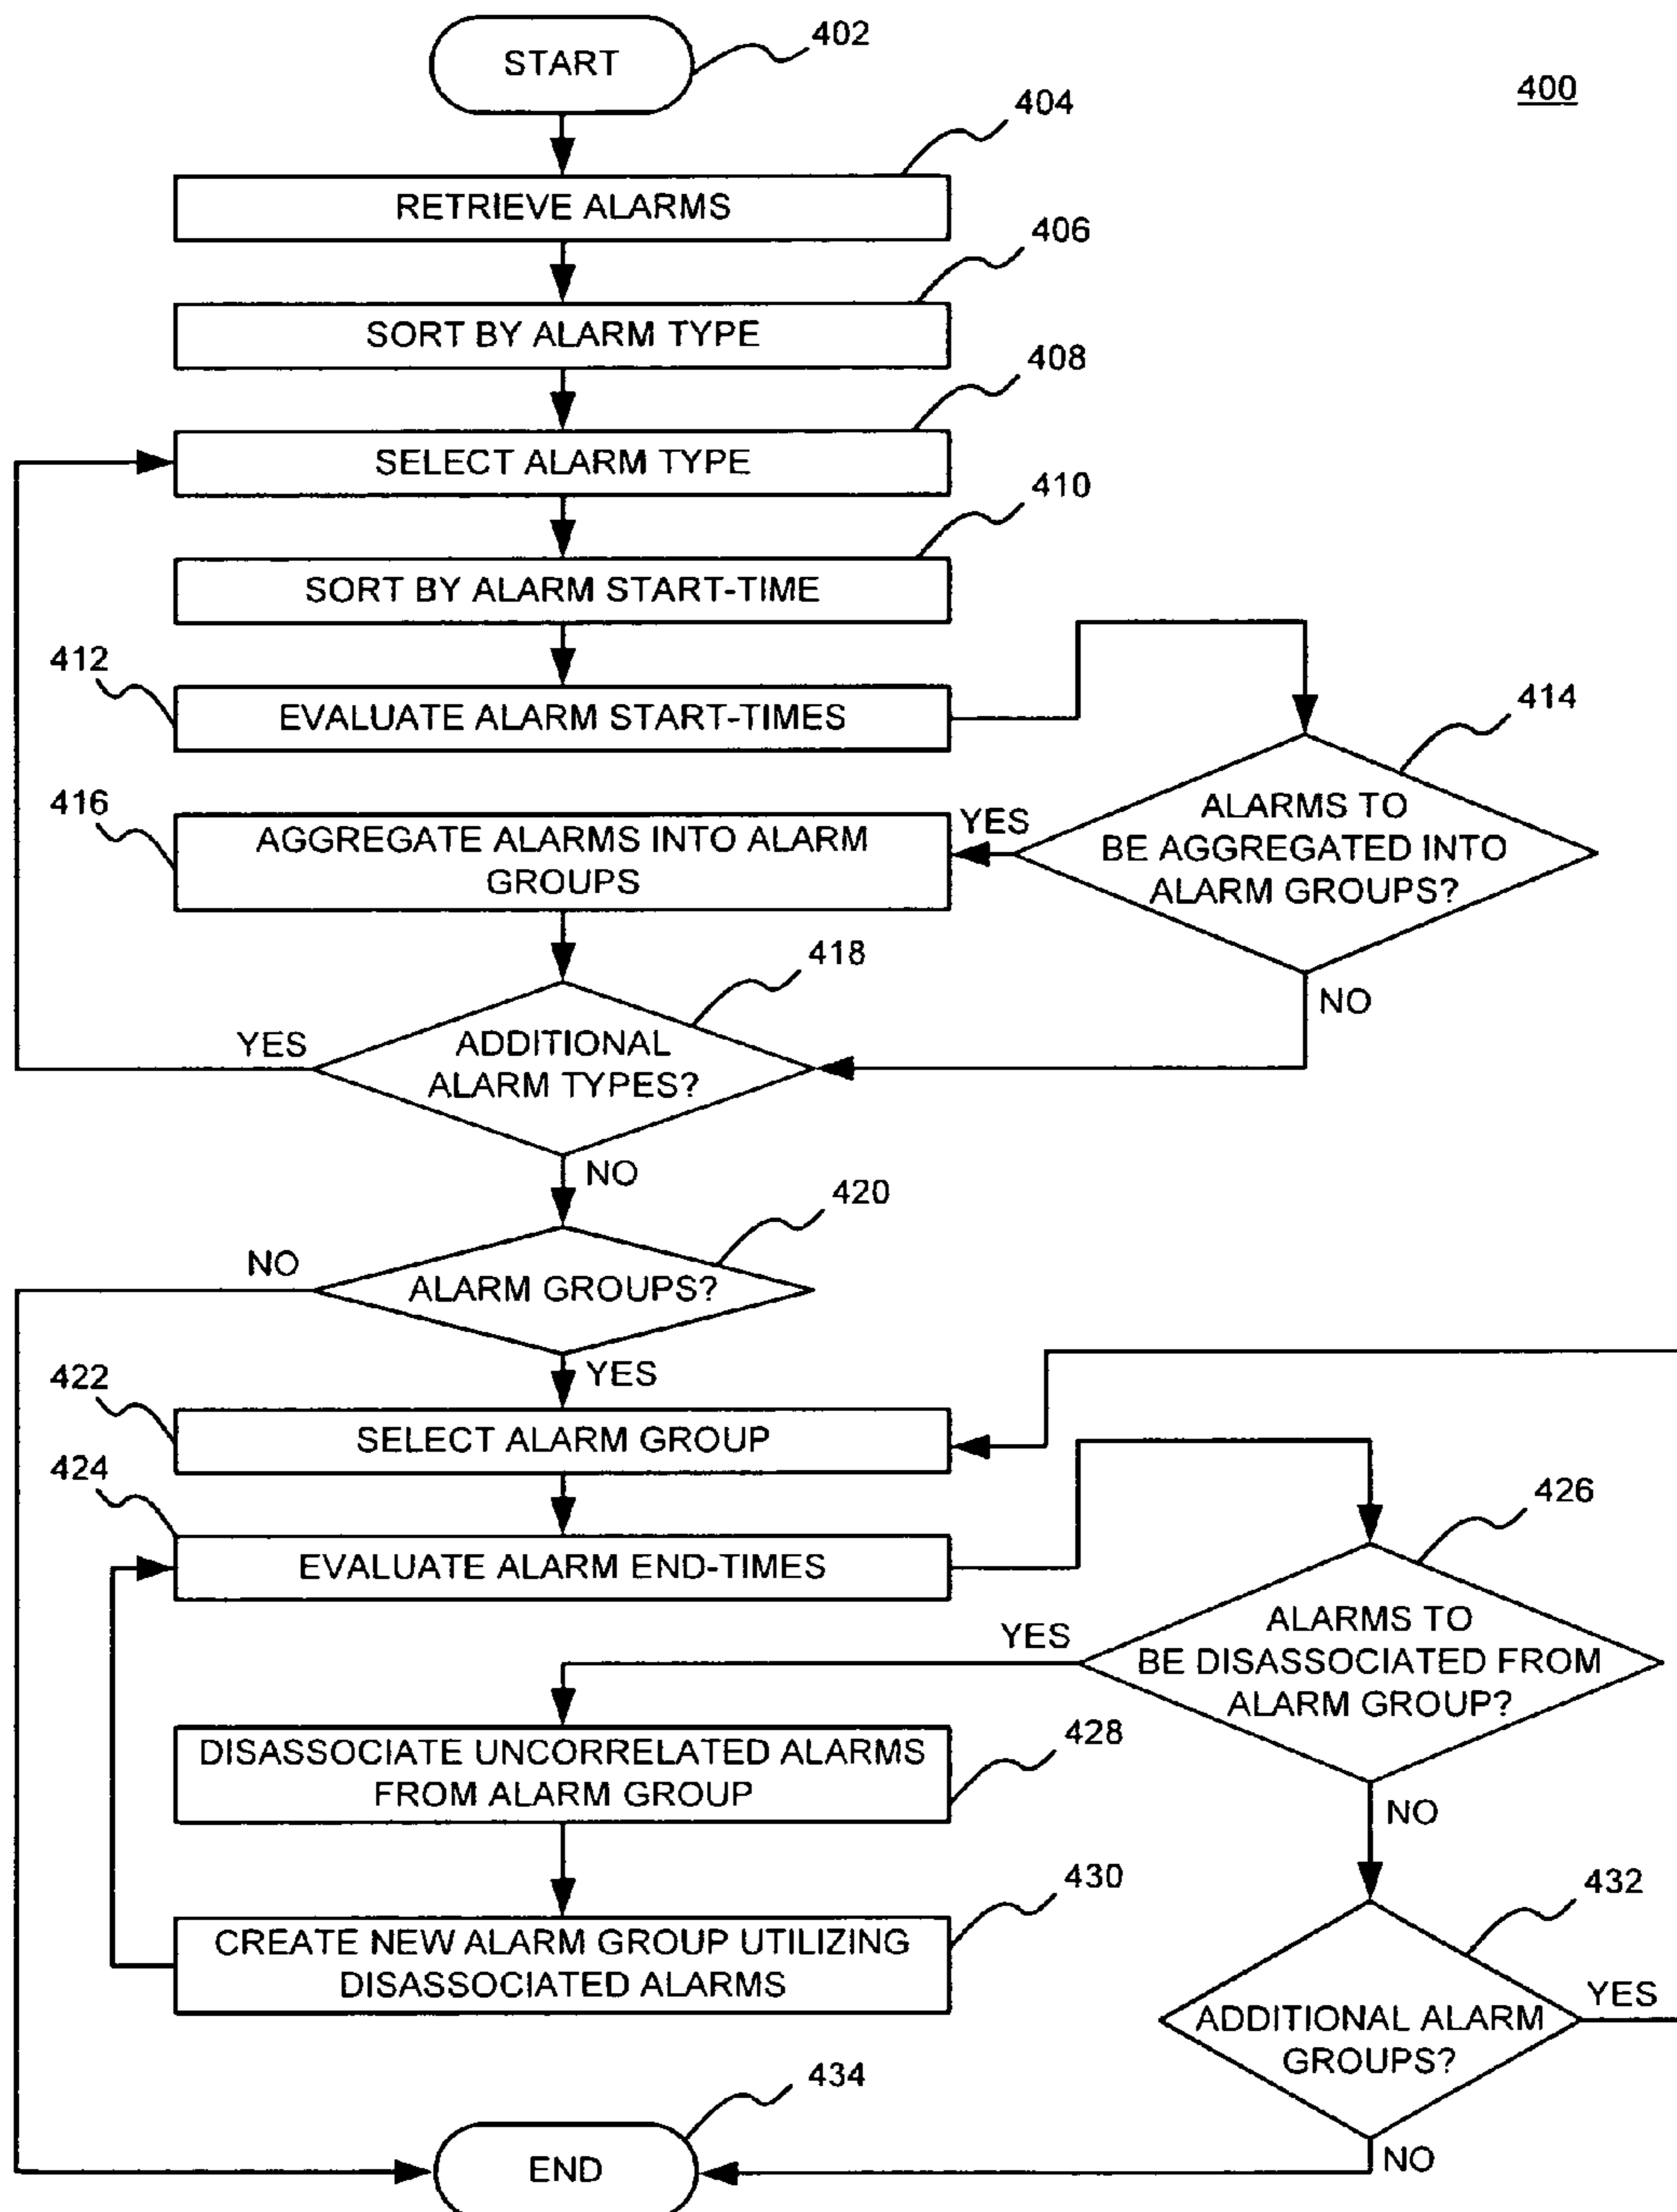 START
402
400
404
RETRIEVE ALARMS
406
SORT BY ALARM TYPE
408
SELECT ALARM TYPE
410
SORT BY ALARM START-TIME
412
EVALUATE ALARM START-TIMES
414
ALARMS TO
BE AGGREGATED INTO
ALARM GROUPS?
YES
416
AGGREGATE ALARMS INTO ALARM
GROUPS
NO
418
ADDITIONAL
ALARM TYPES?
YES
NO
420
ALARM GROUPS?
NO
YES
422
SELECT ALARM GROUP
424
EVALUATE ALARM END-TIMES
426
ALARMS TO
BE DISASSOCIATED FROM
ALARM GROUP?
YES
428
DISASSOCIATE UNCORRELATED ALARMS
FROM ALARM GROUP
NO
430
CREATE NEW ALARM GROUP UTILIZING
DISASSOCIATED ALARMS
432
ADDITIONAL ALARM
GROUPS?
YES
NO
434
END